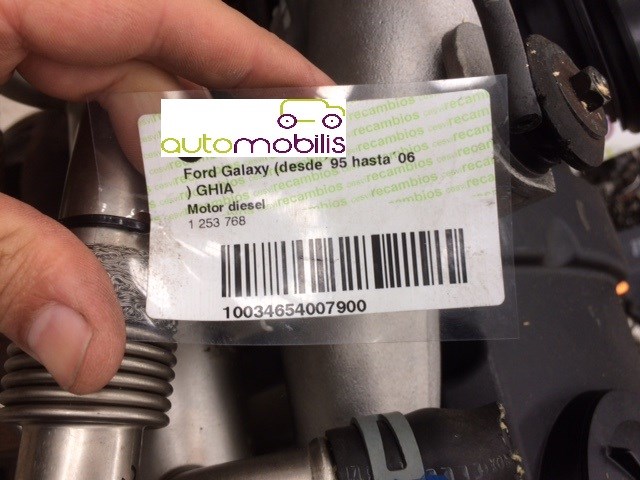 automobilis
recambios
Ford Galaxy (desde´95 hasta´06
) GHIA
Motor diesel
1 253 768
10034654007900